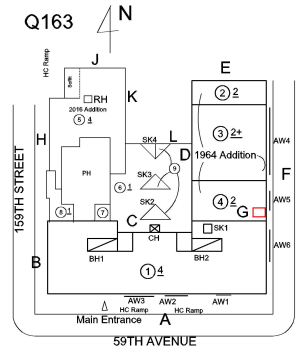 Q163
N
J
HC Ramp
Soffit
RH
2016 Addition
5 4
K
E
2 2
H
L
SK4
D
3 2+
AW4
1964 Addition
PH
SK3
9
6 1
SK2
F
159TH STREET
4 2
AW5
G
8 1
7
C
SK1
CH
B
BH1
BH2
AW6
1 4
AW3
AW2
AW1
HC Ramp
HC Ramp
Main Entrance
A
59TH AVENUE